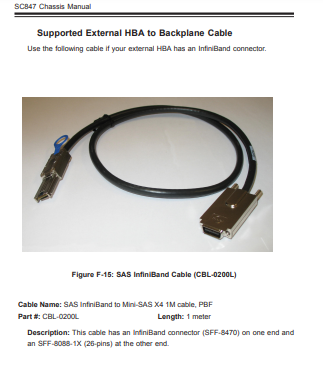 SC847 Chassis Manual
Supported External HBA to Backplane Cable
Use the following cable if your external HBA has an InfiniBand connector.
Figure F-15: SAS InfiniBand Cable (CBL-0200L)
Cable Name: SAS InfiniBand to Mini-SAS X4 1M cable, PBF
Part #: CBL-0200L Length: 1 meter
Description: This cable has an InfiniBand connector (SFF-8470) on one end and
an SFF-8088-1X (26-pins) at the other end.